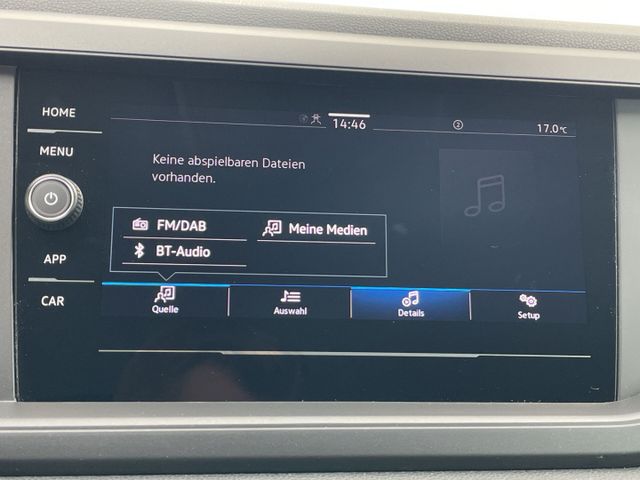 HOME
MENU
APP
CAR
14:46
2
17.0°C
Keine abspielbaren Dateien
vorhanden.
FM/DAB
Meine Medien
BT-Audio
Quelle
Auswahl
Details
Setup